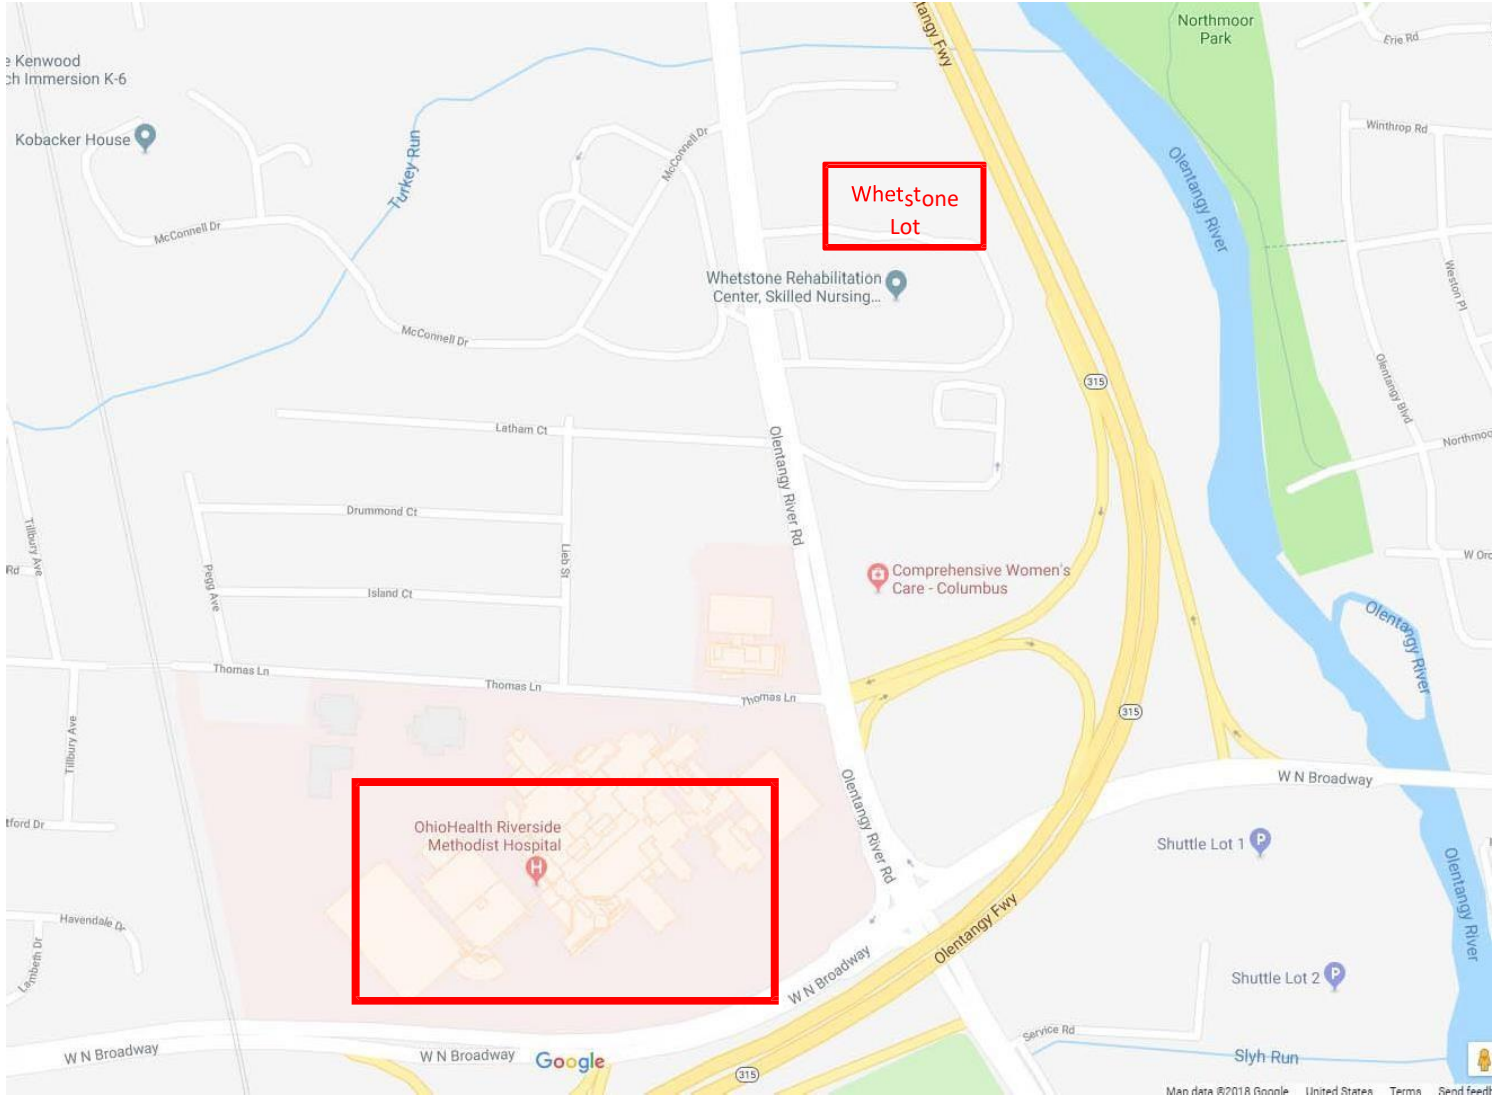 Northmoor
Park
Erie Rd
Olentangy Fwy
e Kenwood
ch Immersion K-6
Kobacker House
Turkey Run
McConnell Dr
Winthrop Rd
Olentangy River
Whetstone
Lot
McConnell Dr
Whetstone Rehabilitation
Center, Skilled Nursing...
Weston Pl
McConnell Dr
315
Olentangy Blvd
Latham Ct
Olentangy River Rd
Northmoo
Drummond Ct
Tillbury Ave
Lieb St
W Oro
Rd
Pegg Ave
Comprehensive Women's
Care - Columbus
Island Ct
Olentangy River
Thomas Ln
Thomas Ln
Thomas Ln
315
Tillbury Ave
W N Broadway
Olentangy River Rd
tford Dr
OhioHealth Riverside
Methodist Hospital
H
Shuttle Lot 1 P
Olentangy River
Havendale Dr
Olentangy Fwy
Lambeth Dr
W N Broadway
Shuttle Lot 2 P
Service Rd
W N Broadway
W N Broadway
Google
Slyh Run
315
Map data ©2018 Google United States Terms Send feedb